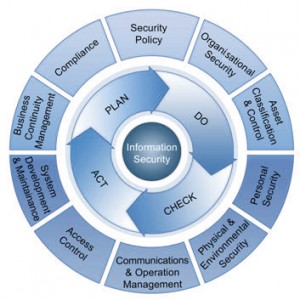 Security
Policy
Organisational
Security
Asset
Classification
& Control
Personal
Security
Physical &
Environmental
Security
Communications
& Operation
Management
Access
Control
System
Development
& Maintainance
Business
Continuity
Management
Compliance
PLAN
DO
CHECK
ACT
Information
Security